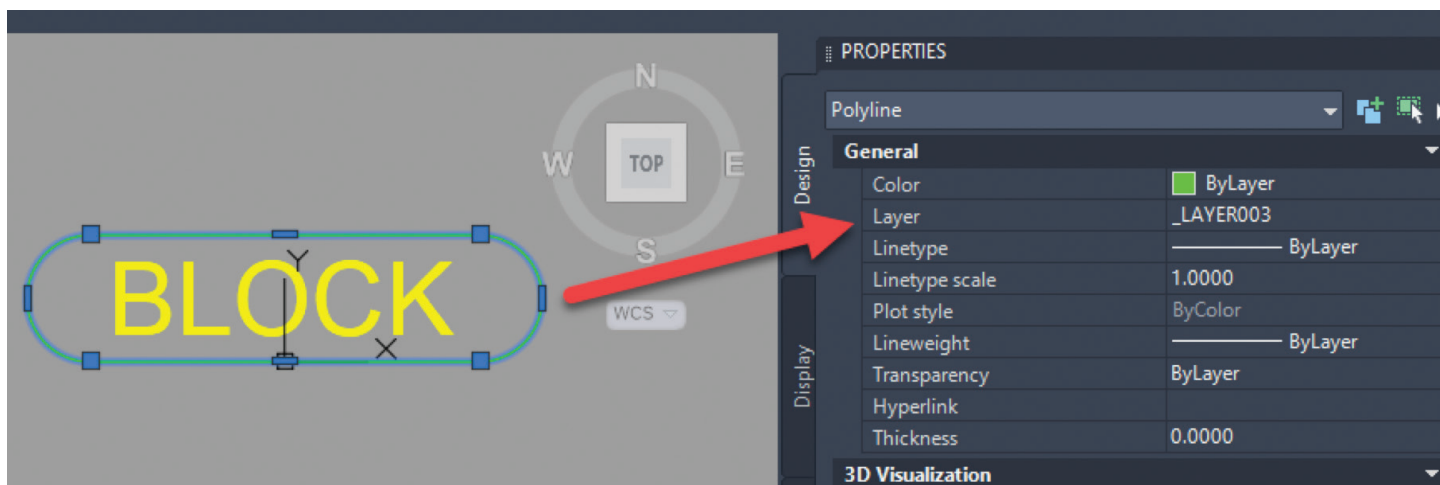 PROPERTIES
N
Polyline
W TOP E
Design
General
Color ByLayer
Layer _LAYER003
S
Linetype ByLayer
Y
BLOCK
X
Linetype scale 1.0000
WCS
Plot style ByColor
Lineweight ByLayer
Display
Transparency ByLayer
Hyperlink
Thickness 0.0000
3D Visualization